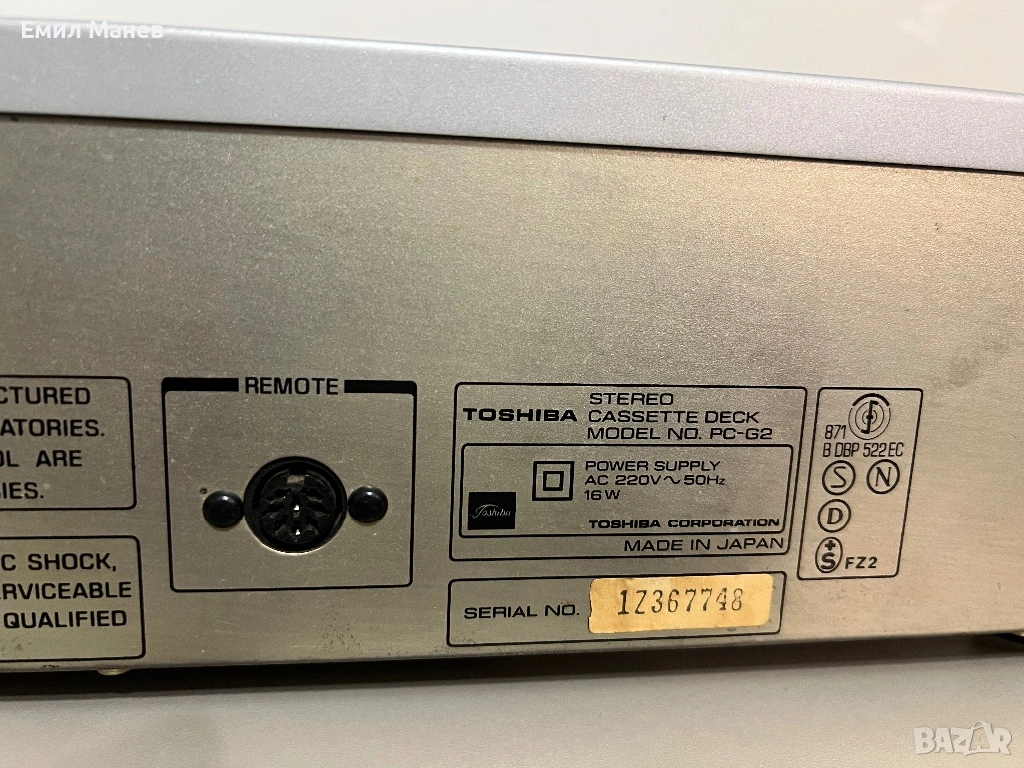 Емил Манев
CTURED
ATORIES.
OL ARE
IES.
C SHOCK,
ERVICEABLE
QUALIFIED
REMOTE
TOSHIBA
STEREO
CASSETTE DECK
MODEL NO. PC-G2
POWER SUPPLY
AC 220V~50Hz
16W
Toshiba
TOSHIBA CORPORATION
MADE IN JAPAN
SERIAL NO. 1Z367748
871
B DBP 522 EC
S N
D
+S FZ2
BAZAR